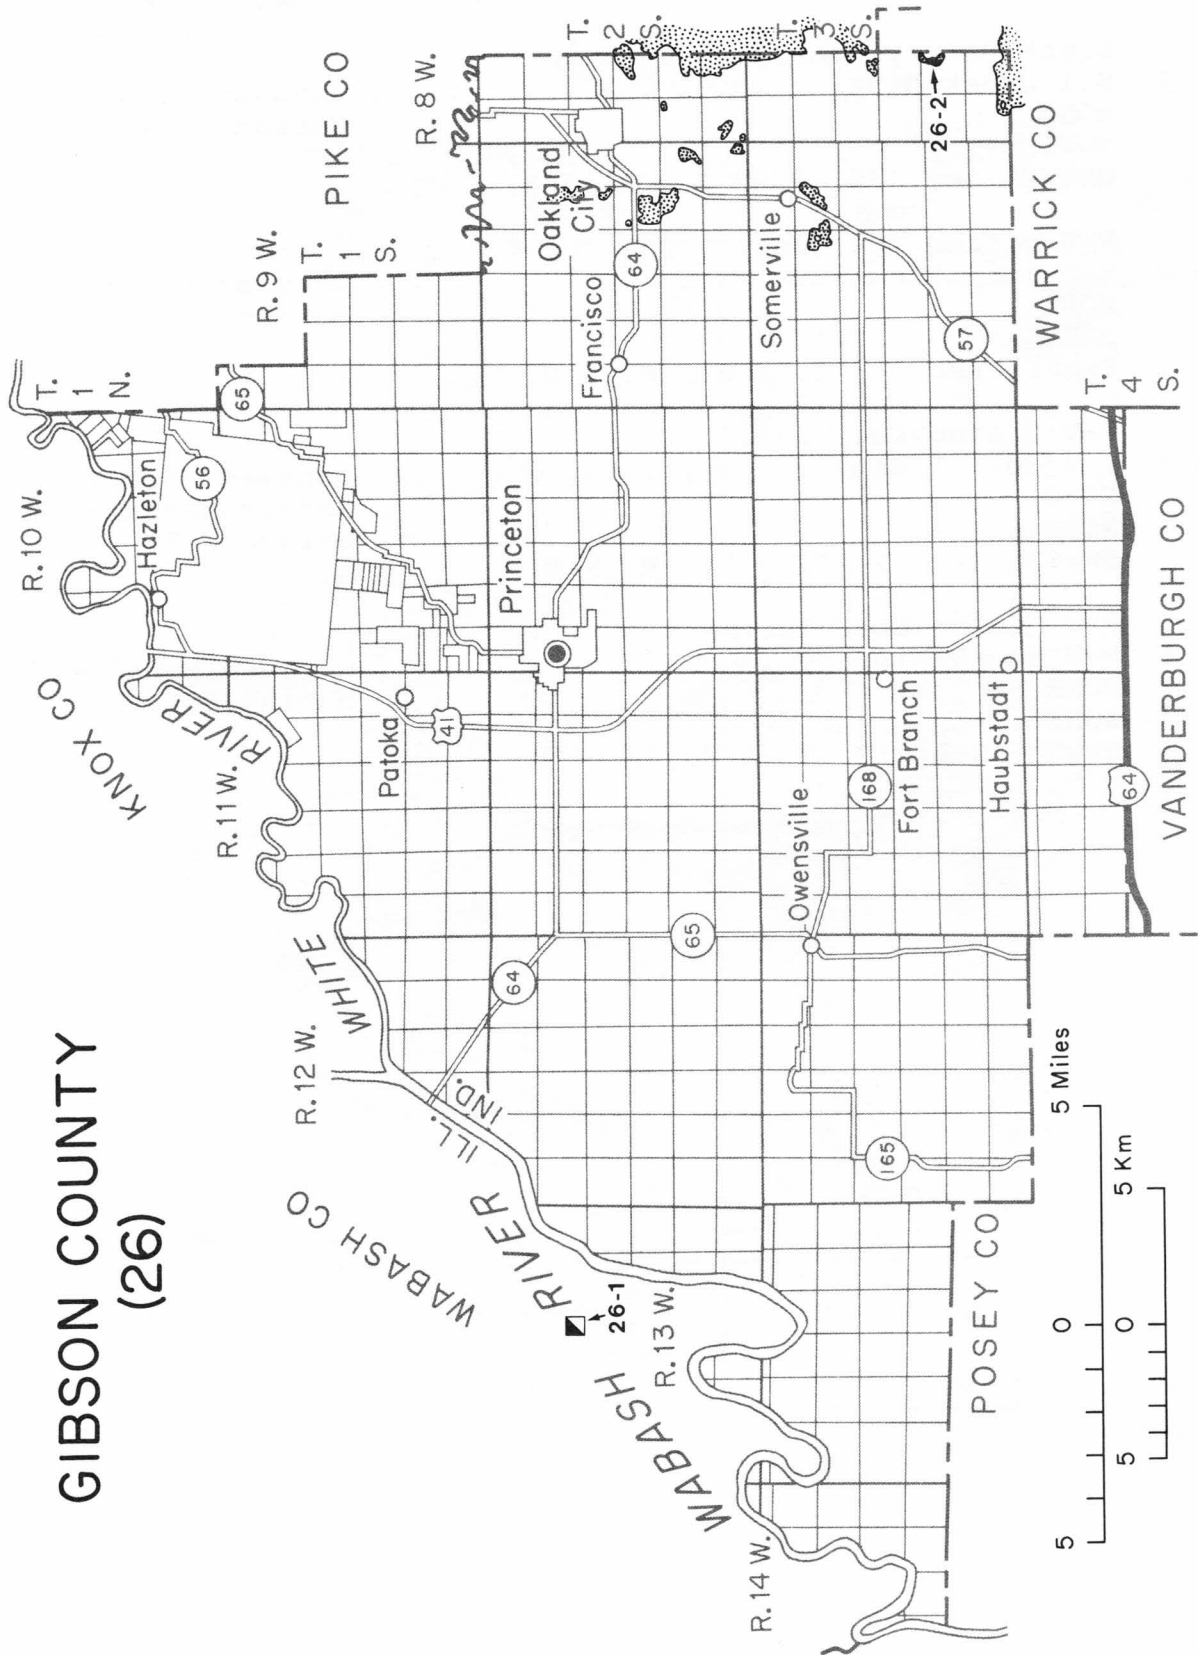 GIBSON COUNTY
(26)
R. 10 W.
T.
1
N.
KNOX CO
Hazleton
56
65
R. 9 W.
PIKE CO
T.
1
S.
R. 11 W.
WHITE RIVER
Patoka
41
R. 8 W.
R. 12 W.
WABASH CO
ILL.
IND.
64
Princeton
Oakland
City
T.
2
S.
Francisco
64
WABASH RIVER
26-1
R. 13 W.
65
Owensville
Somerville
T.
3
S.
R. 14 W.
168
165
Fort Branch
57
26-2
Haubstadt
POSEY CO
WARRICK CO
T.
4
S.
64
VANDERBURGH CO
5 0 5 Miles
5 0 5 Km